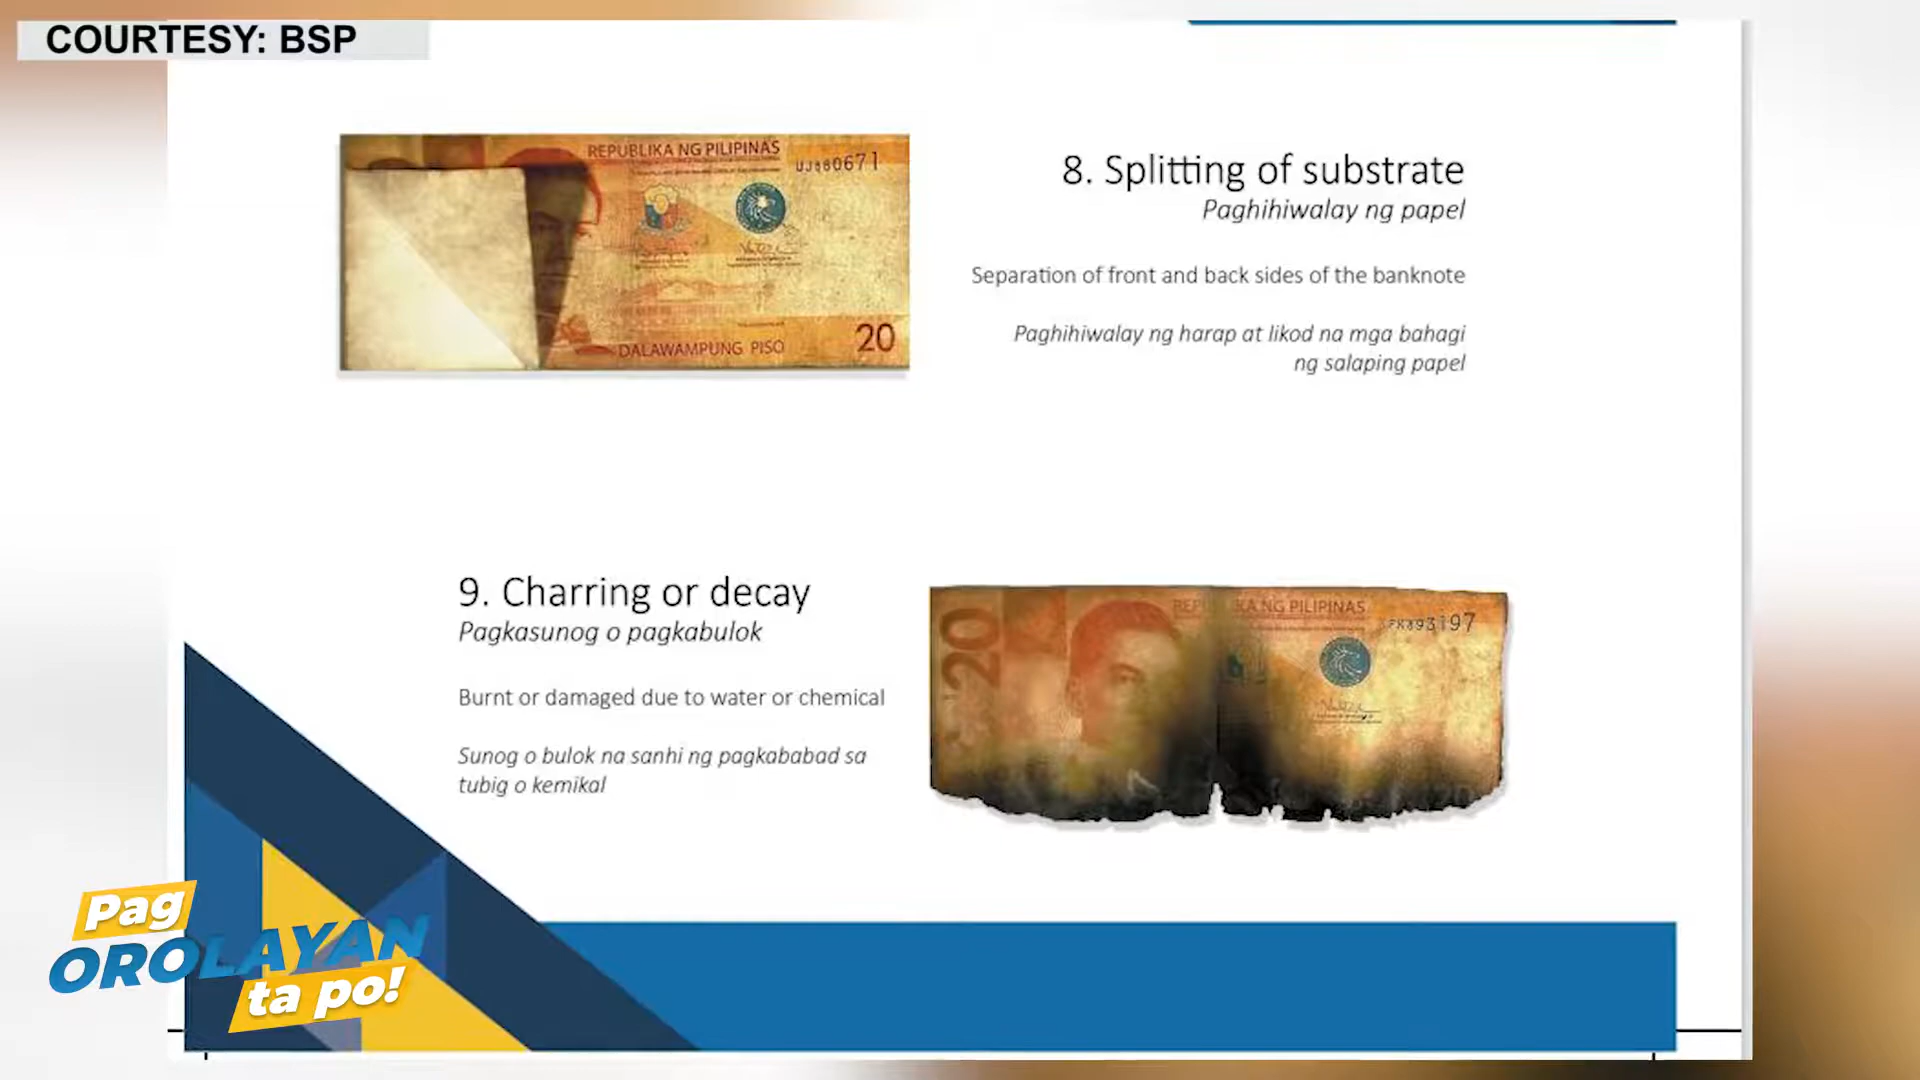 COURTESY: BSP
REPUBLIKA NG PILIPINAS
DALAWAMPUNG PISO
20
8. Splitting of substrate
Paghihiwalay ng papel
Separation of front and back sides of the banknote
Paghihiwalay ng harap at likod na mga bahagi
ng salaping papel
9. Charring or decay
Pagkasunog o pagkabulok
Burnt or damaged due to water or chemical
Sunog o bulok na sanhi ng pagkababad sa
tubig o kemikal
20
NG PILIPINAS
Pag
OROLAYAN
ta po!